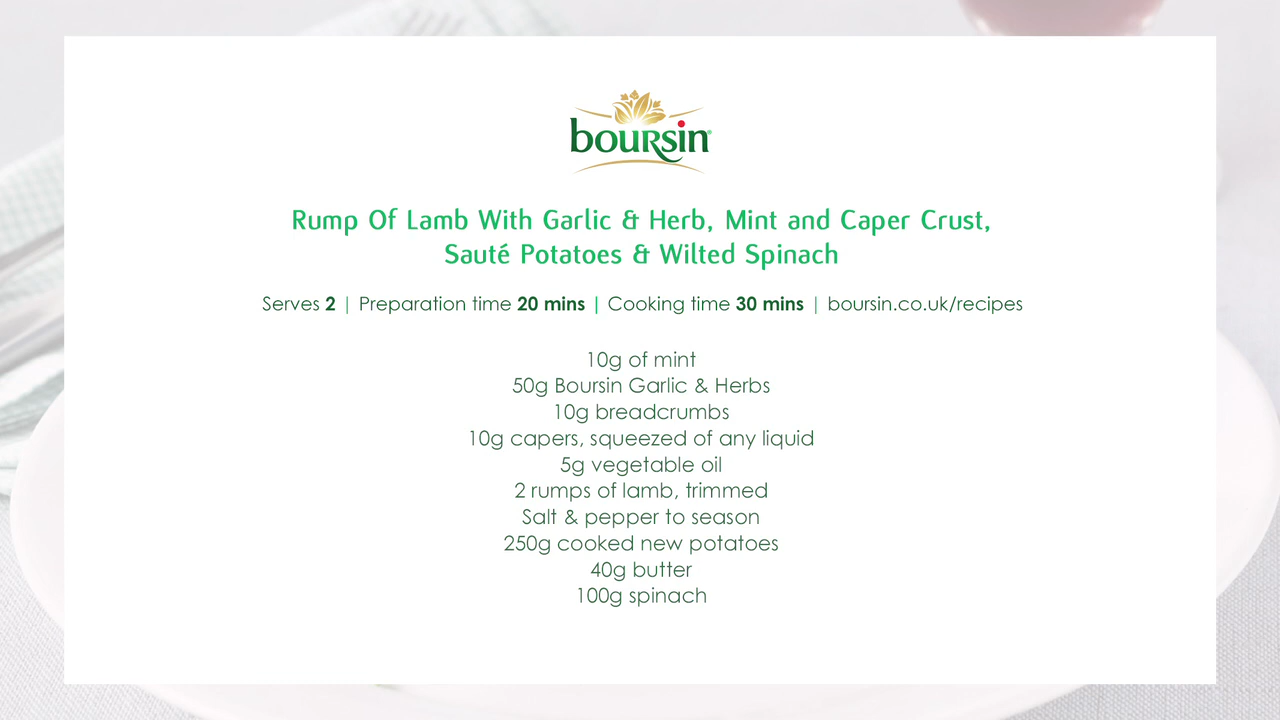 boursin
Rump Of Lamb With Garlic & Herb, Mint and Caper Crust,
Sauté Potatoes & Wilted Spinach
Serves 2 | Preparation time 20 mins | Cooking time 30 mins | boursin.co.uk/recipes
10g of mint
50g Boursin Garlic & Herbs
10g breadcrumbs
10g capers, squeezed of any liquid
5g vegetable oil
2 rumps of lamb, trimmed
Salt & pepper to season
250g cooked new potatoes
40g butter
100g spinach